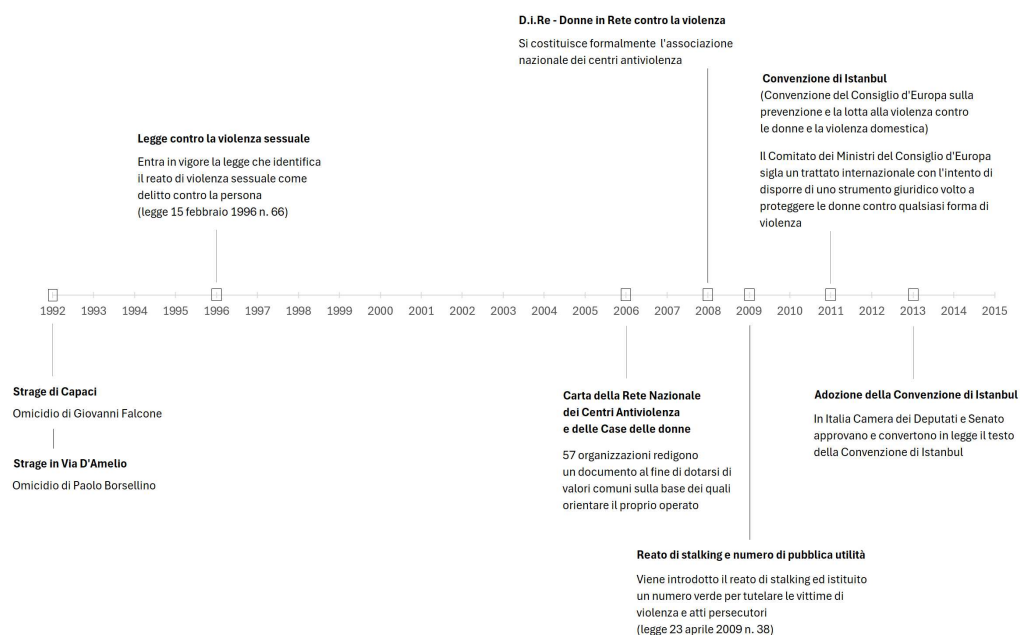 D.i.Re - Donne in Rete contro la violenza
Si costituisce formalmente l'associazione
nazionale dei centri antiviolenza
Convenzione di Istanbul
(Convenzione del Consiglio d'Europa sulla
prevenzione e la lotta alla violenza contro
le donne e la violenza domestica)
Il Comitato dei Ministri del Consiglio d'Europa
sigla un trattato internazionale con l'intento di
disporre di uno strumento giuridico volto a
proteggere le donne contro qualsiasi forma di
violenza
Legge contro la violenza sessuale
Entra in vigore la legge che identifica
il reato di violenza sessuale come
delitto contro la persona
(legge 15 febbraio 1996 n. 66)
1992 1993 1994 1995 1996 1997 1998 1999 2000 2001 2002 2003 2004 2005 2006 2007 2008 2009 2010 2011 2012 2013 2014 2015
Strage di Capaci
Omicidio di Giovanni Falcone
Strage in Via D'Amelio
Omicidio di Paolo Borsellino
Carta della Rete Nazionale
dei Centri Antiviolenza
e delle Case delle donne
57 organizzazioni redigono
un documento al fine di dotarsi di
valori comuni sulla base dei quali
orientare il proprio operato
Adozione della Convenzione di Istanbul
In Italia Camera dei Deputati e Senato
approvano e convertono in legge il testo
della Convenzione di Istanbul
Reato di stalking e numero di pubblica utilità
Viene introdotto il reato di stalking ed istituito
un numero verde per tutelare le vittime di
violenza e atti persecutori
(legge 23 aprile 2009 n. 38)